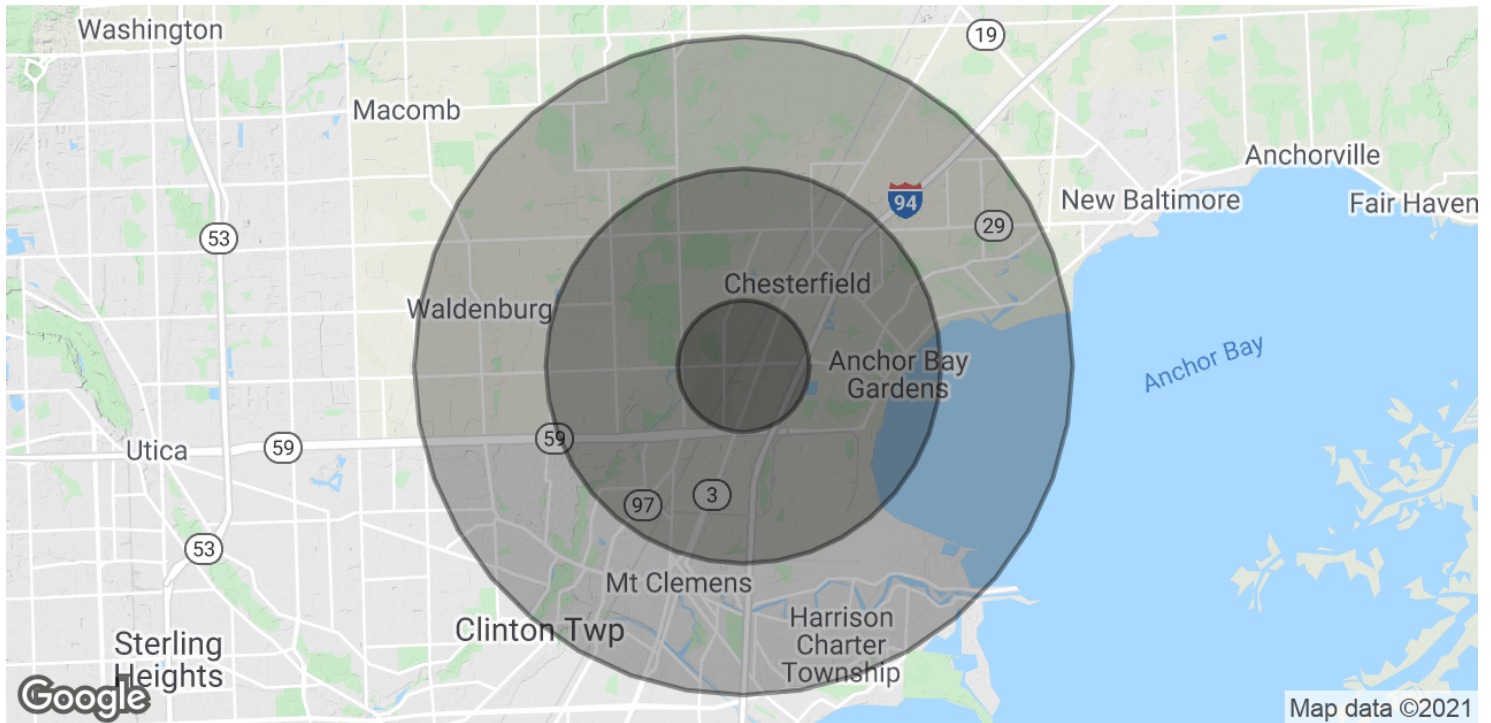 Washington
19
Macomb
Anchorville
94
New Baltimore
Fair Haven
53
29
Chesterfield
Waldenburg
Anchor Bay
Anchor Bay
Gardens
59
59
Utica
97
3
53
Mt Clemens
Harrison
Charter
Township
Clinton Twp
Sterling
Heights
Google
Map data ©2021